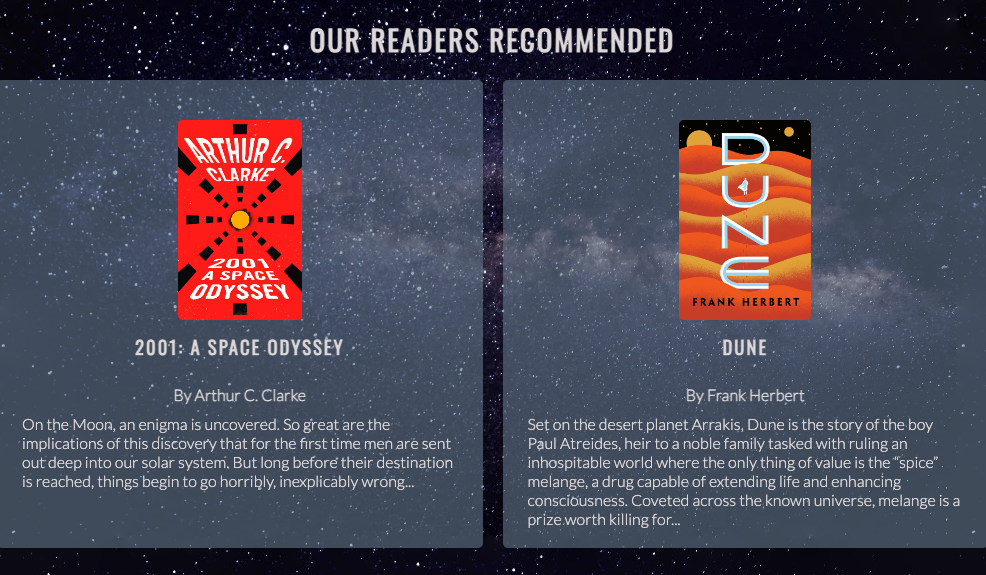 OUR READERS RECOMMENDED
ARTHUR C.
CLARKE
2001
A SPACE
ODYSSEY
2001: A SPACE ODYSSEY
By Arthur C. Clarke
On the Moon, an enigma is uncovered. So great are the
implications of this discovery that for the first time men are sent
out deep into our solar system. But long before their destination
is reached, things begin to go horribly, inexplicably wrong...
DUNE
FRANK HERBERT
DUNE
By Frank Herbert
Set on the desert planet Arrakis, Dune is the story of the boy
Paul Atreides, heir to a noble family tasked with ruling an
inhospitable world where the only thing of value is the “spice”
melange, a drug capable of extending life and enhancing
consciousness. Coveted across the known universe, melange is a
prize worth killing for...